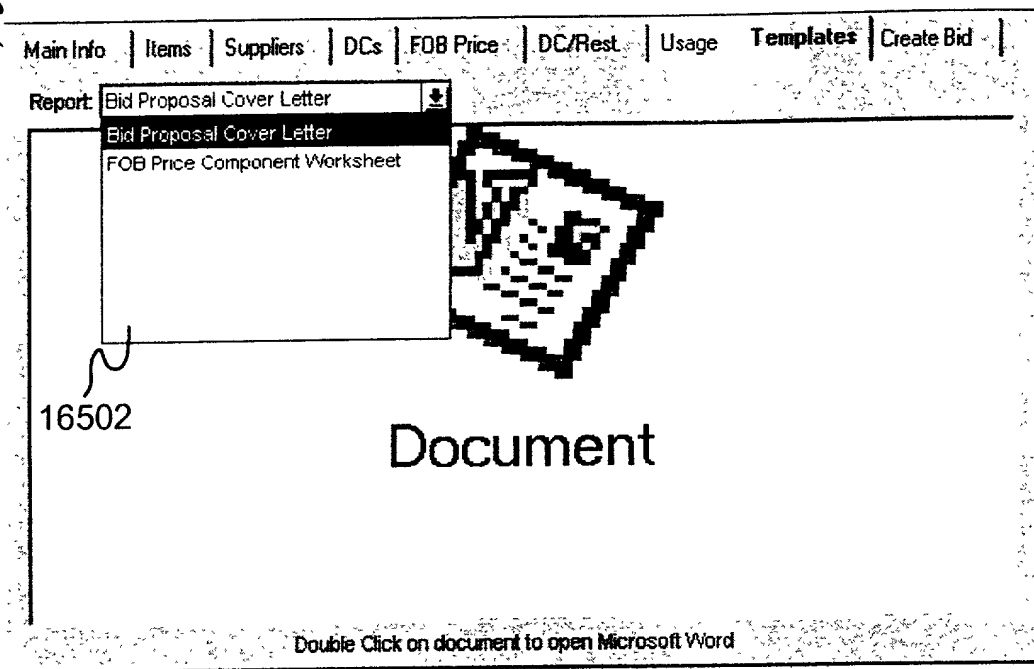 Main Info Items Suppliers DCs FOB Price DC/Rest. Usage Templates Create Bid
Report: Bid Proposal Cover Letter
Bid Proposal Cover Letter
FOB Price Component Worksheet
16502
Document
Double Click on document to open Microsoft Word